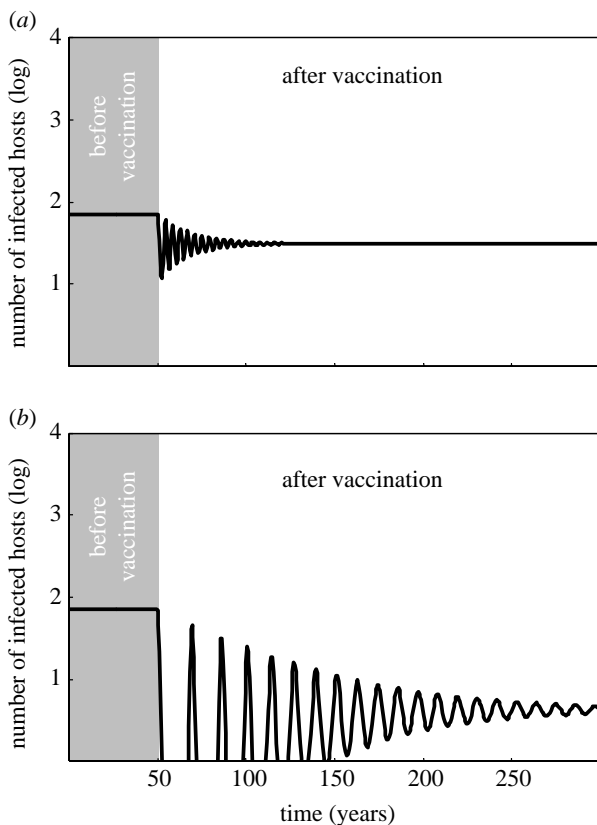 (a)
4
3
2
1
number of infected hosts (log)
before
vaccination
after vaccination
(b)
4
3
2
1
number of infected hosts (log)
before
vaccination
after vaccination
50
100
150
200
250
time (years)